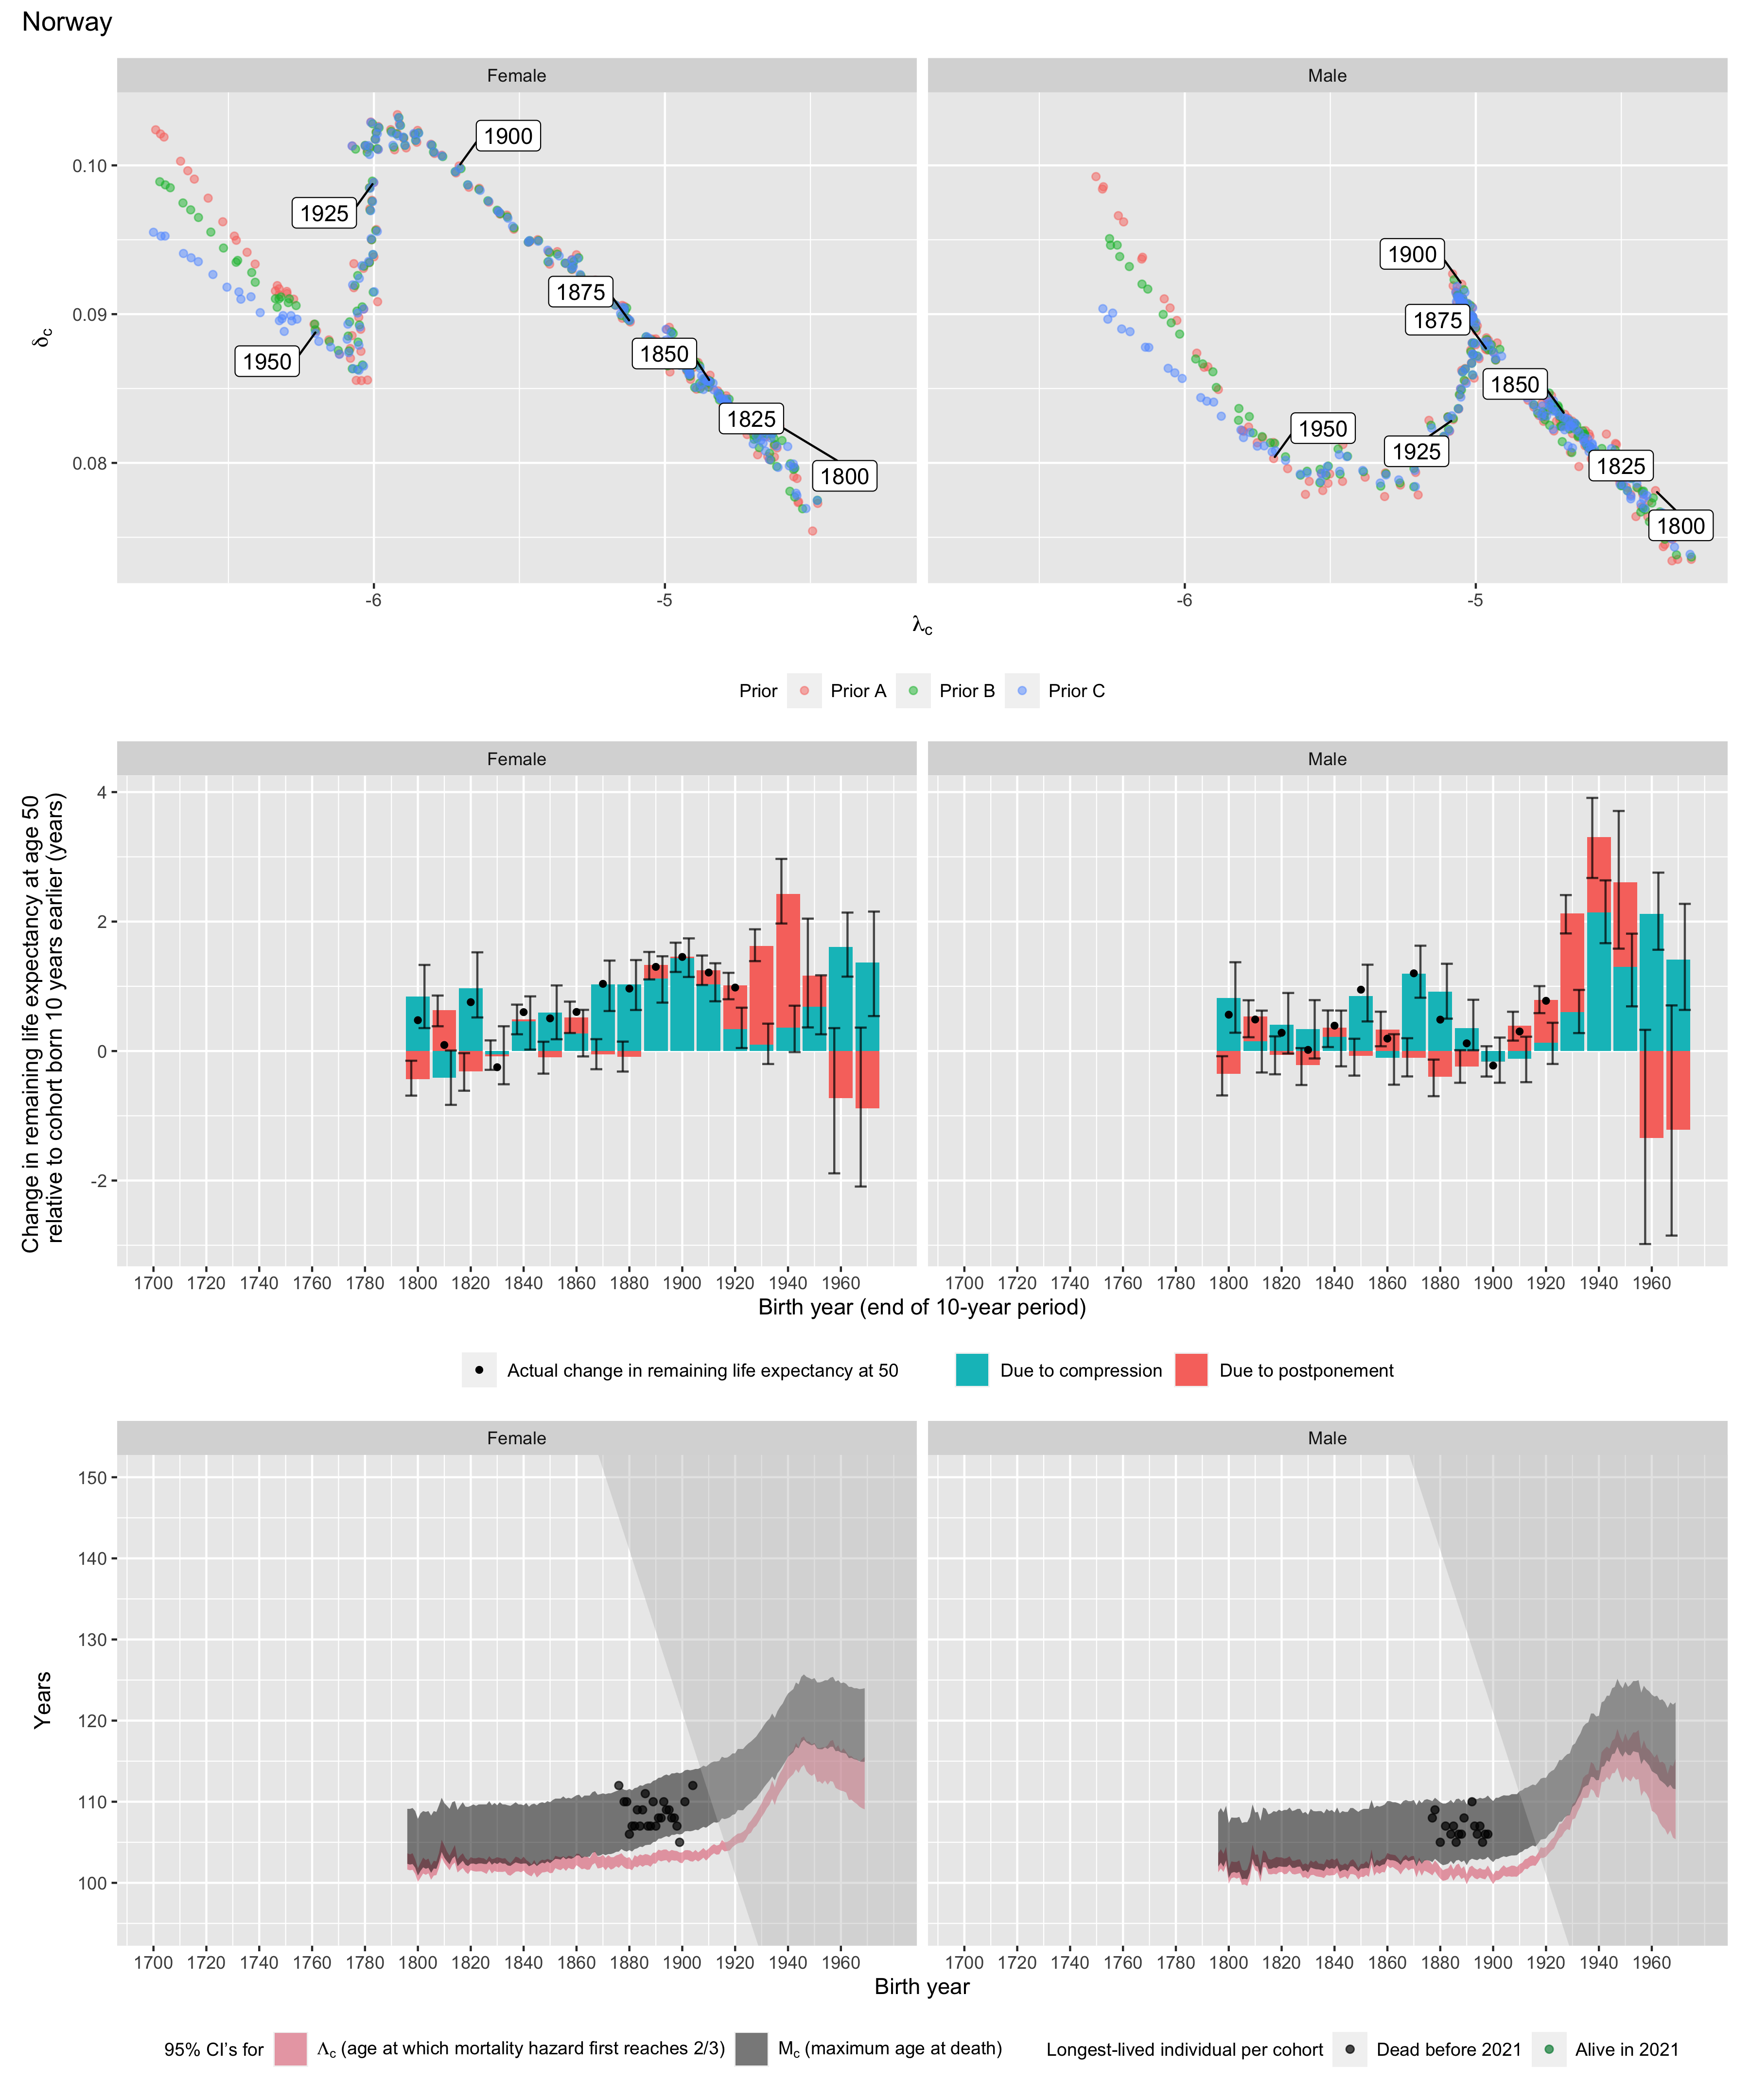 Norway
Female Male
0.10
0.09
0.08
δc
1900
1925
1875
1950
1850
1825
1800
1900
1875
1850
1950
1925
1825
1800
-6 -5 -6 -5
λc
Prior Prior A Prior B Prior C
Female Male
4
2
0
-2
Change in remaining life expectancy at age 50
relative to cohort born 10 years earlier (years)
1700 1720 1740 1760 1780 1800 1820 1840 1860 1880 1900 1920 1940 1960 1700 1720 1740 1760 1780 1800 1820 1840 1860 1880 1900 1920 1940 1960
Birth year (end of 10-year period)
Actual change in remaining life expectancy at 50 Due to compression Due to postponement
Female Male
150
140
130
120
110
100
Years
1700 1720 1740 1760 1780 1800 1820 1840 1860 1880 1900 1920 1940 1960 1700 1720 1740 1760 1780 1800 1820 1840 1860 1880 1900 1920 1940 1960
Birth year
95% CI's for Λc (age at which mortality hazard first reaches 2/3) Mc (maximum age at death) Longest-lived individual per cohort Dead before 2021 Alive in 2021